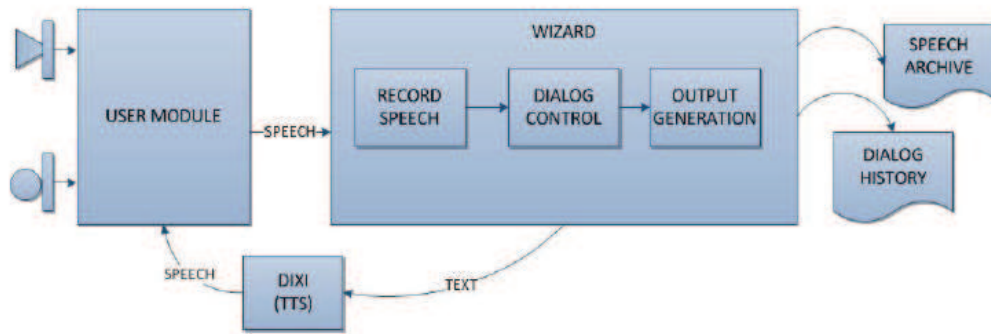 USER MODULE
SPEECH
WIZARD
RECORD
SPEECH
DIALOG
CONTROL
OUTPUT
GENERATION
SPEECH
ARCHIVE
DIALOG
HISTORY
SPEECH
DIXI
(TTS)
TEXT